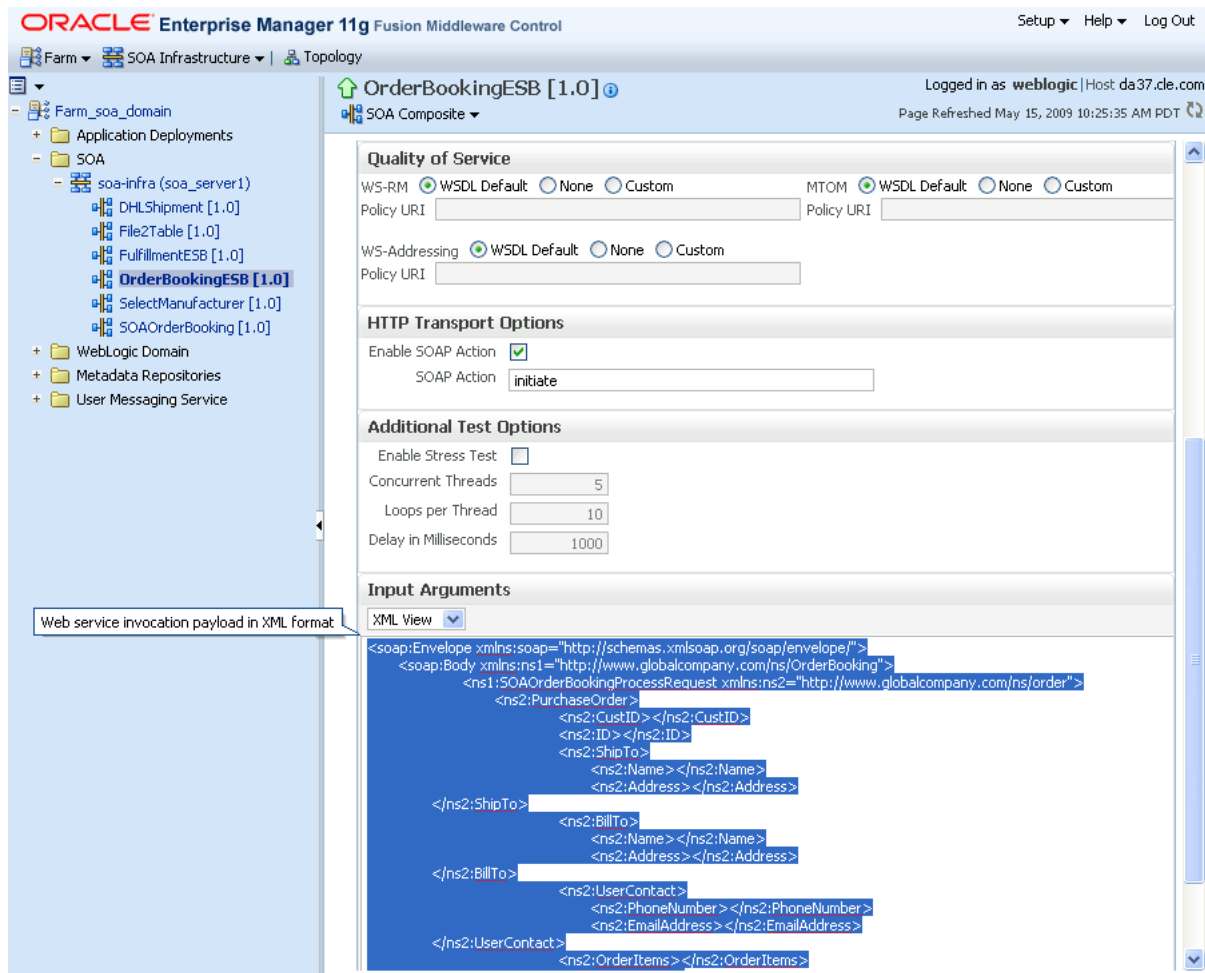 ORACLE Enterprise Manager 11g Fusion Middleware Control
Setup Help Log Out
Farm SOA Infrastructure | Topology
Farm_soa_domain
Application Deployments
SOA
soa-infra (soa_server1)
DHLShipment [1.0]
File2Table [1.0]
FulfillmentESB [1.0]
OrderBookingESB [1.0]
SelectManufacturer [1.0]
SOAOrderBooking [1.0]
WebLogic Domain
Metadata Repositories
User Messaging Service
OrderBookingESB [1.0]
Logged in as weblogic|Host da37.cle.com
SOA Composite
Page Refreshed May 15, 2009 10:25:35 AM PDT
Quality of Service
WS-RM WSDL Default None Custom
MTOM WSDL Default None Custom
Policy URI
Policy URI
WS-Addressing WSDL Default None Custom
Policy URI
HTTP Transport Options
Enable SOAP Action
SOAP Action initiate
Additional Test Options
Enable Stress Test
Concurrent Threads 5
Loops per Thread 10
Delay in Milliseconds 1000
Input Arguments
XML View
Web service invocation payload in XML format
<soap:Envelope xmlns:soap="http://schemas.xmlsoap.org/soap/envelope/">
<soap:Body xmlns:ns1="http://www.globalcompany.com/ns/OrderBooking">
<ns1:SOAOrderBookingProcessRequest xmlns:ns2="http://www.globalcompany.com/ns/order">
<ns2:PurchaseOrder>
<ns2:CustID></ns2:CustID>
<ns2:ID></ns2:ID>
<ns2:ShipTo>
<ns2:Name></ns2:Name>
<ns2:Address></ns2:Address>
</ns2:ShipTo>
<ns2:BillTo>
<ns2:Name></ns2:Name>
<ns2:Address></ns2:Address>
</ns2:BillTo>
<ns2:UserContact>
<ns2:PhoneNumber></ns2:PhoneNumber>
<ns2:EmailAddress></ns2:EmailAddress>
</ns2:UserContact>
<ns2:OrderItems></ns2:OrderItems>